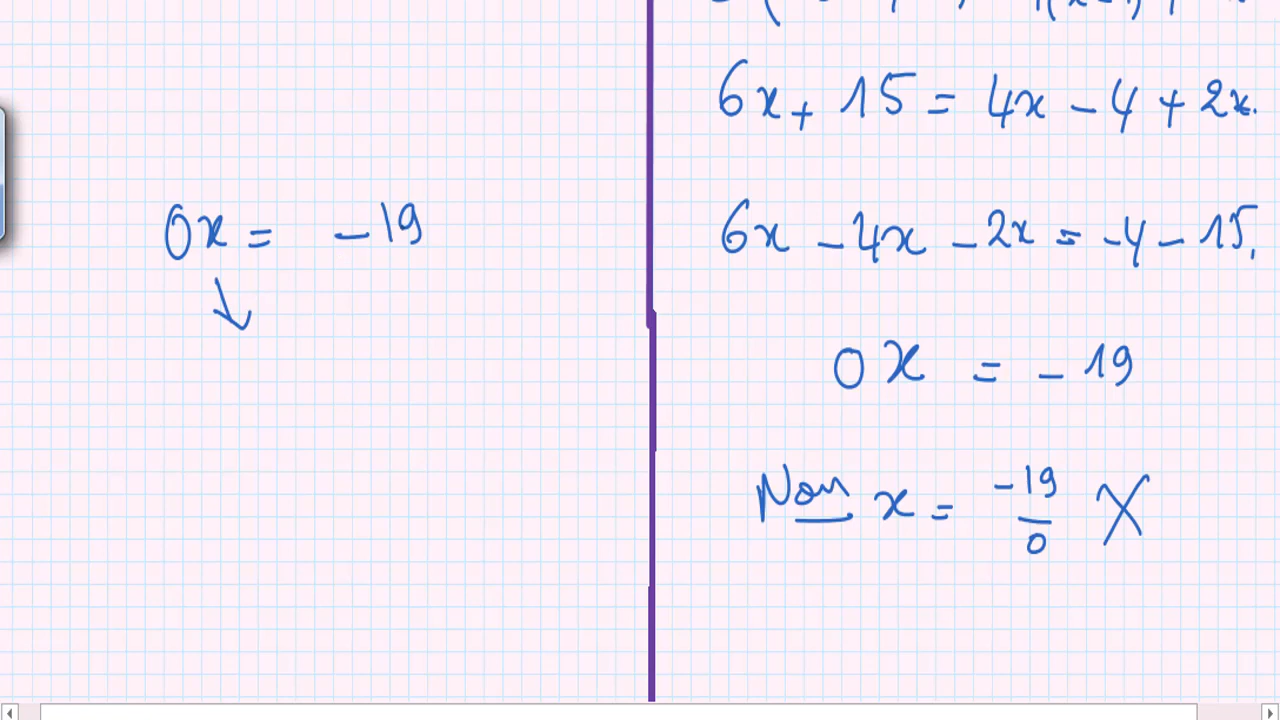 0x = -19
6x + 15 = 4x - 4 + 2x.
6x - 4x - 2x = -4 - 15.
0x = -19
Non x = -19/0 X